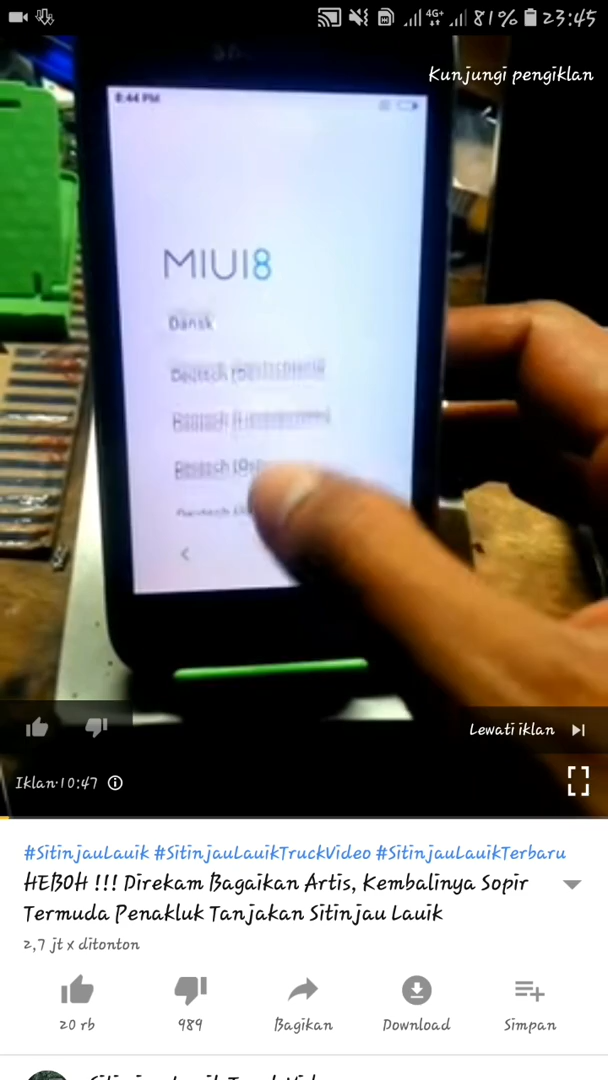 4G+ 81% 23:45
Kunjungi pengiklan
8:44 PM
MIUI8
Dansk
Deutsch
Lewati iklan
Iklan·10:47
#SitinjauLauik #SitinjauLauikTruckVideo #SitinjauLauikTerbaru
HEBOH !!! Direkam Bagaikan Artis, Kembalinya Sopir
Termuda Penakluk Tanjakan Sitinjau Lauik
2,7 jt x ditonton
20 rb 989 Bagikan Download Simpan